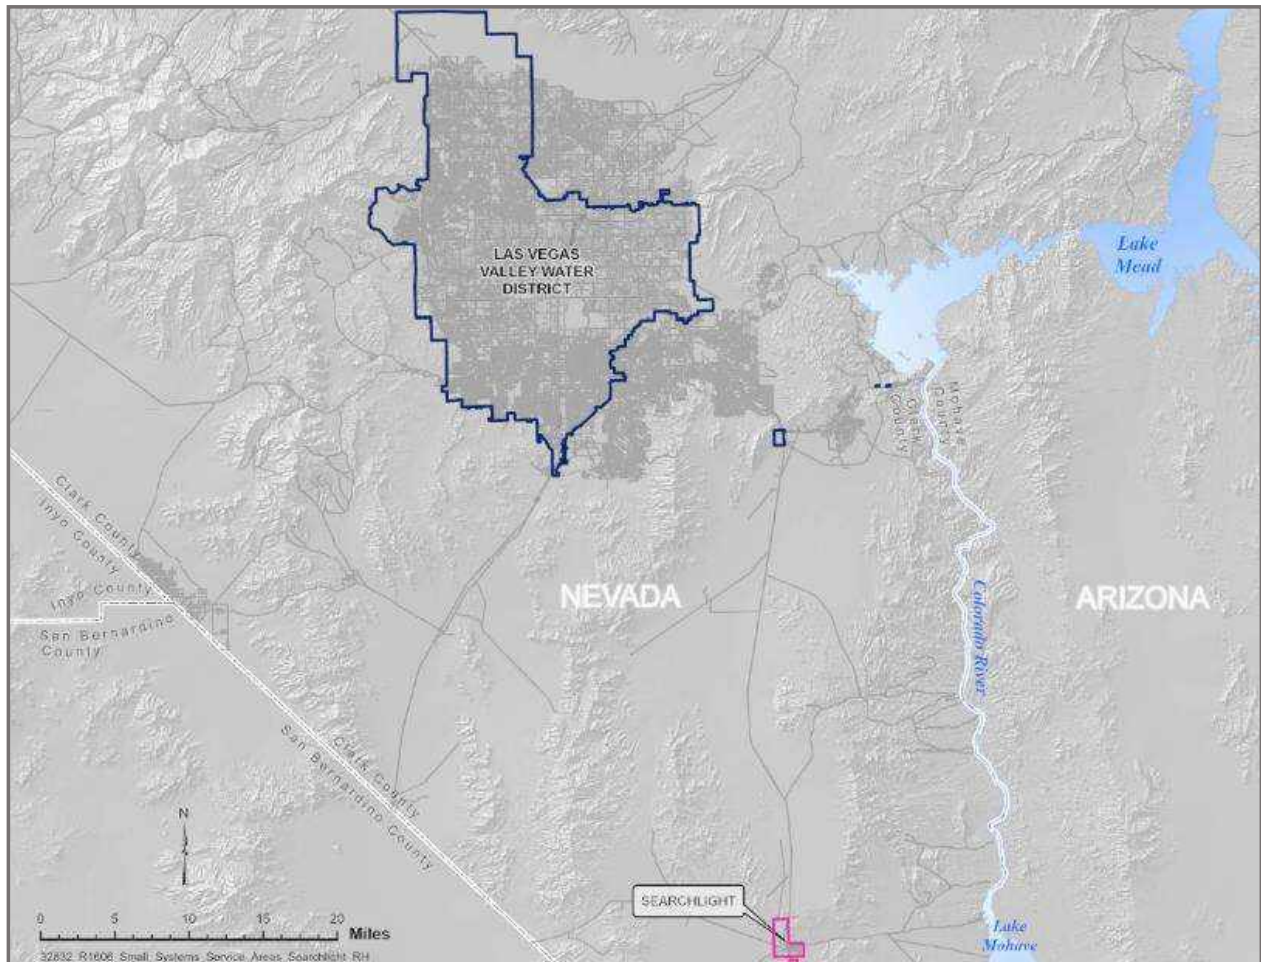 LAS VEGAS
VALLEY WATER
DISTRICT
Lake
Mead
Mohave
County
Clark
County
Clark County
Inyo County
Inyo County
San Bernardino
County
NEVADA
ARIZONA
Colorado River
Clark County
San Bernardino County
N
SEARCHLIGHT
0 5 10 15 20
Miles
Lake
Mohave
32832_R1606_Small_Systems_Service_Areas_Searchlight_RH